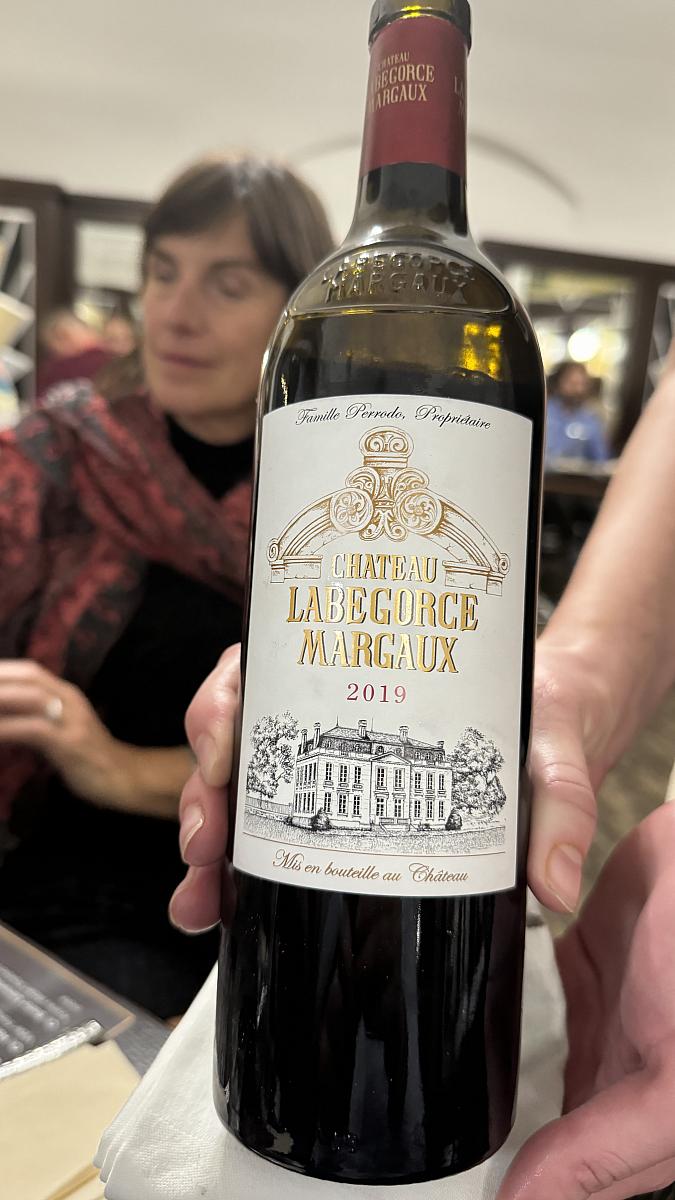 CHATEAU
LABEGORCE
MARGAUX
LABEGORCE
MARGAUX
Famille Perrodo, Propriétaire
CHATEAU
LABEGORCE
MARGAUX
2019
Mis en bouteille au Château